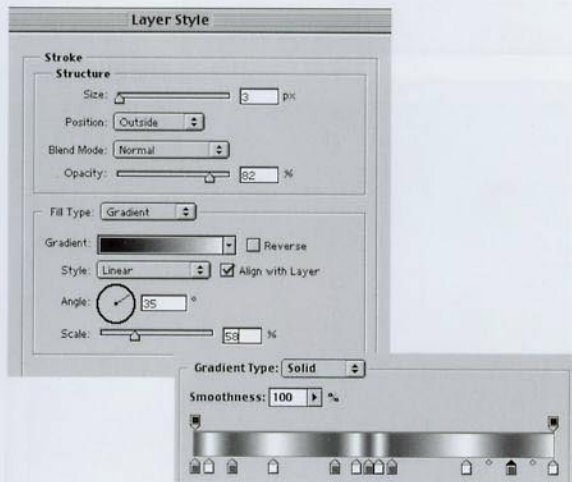 Layer Style
Stroke
Structure
Size: 3 px
Position: Outside
Blend Mode: Normal
Opacity: 82 %
Fill Type: Gradient
Gradient: Reverse
Style: Linear Align with Layer
Angle: 35 °
Scale: 58 %
Gradient Type: Solid
Smoothness: 100 %